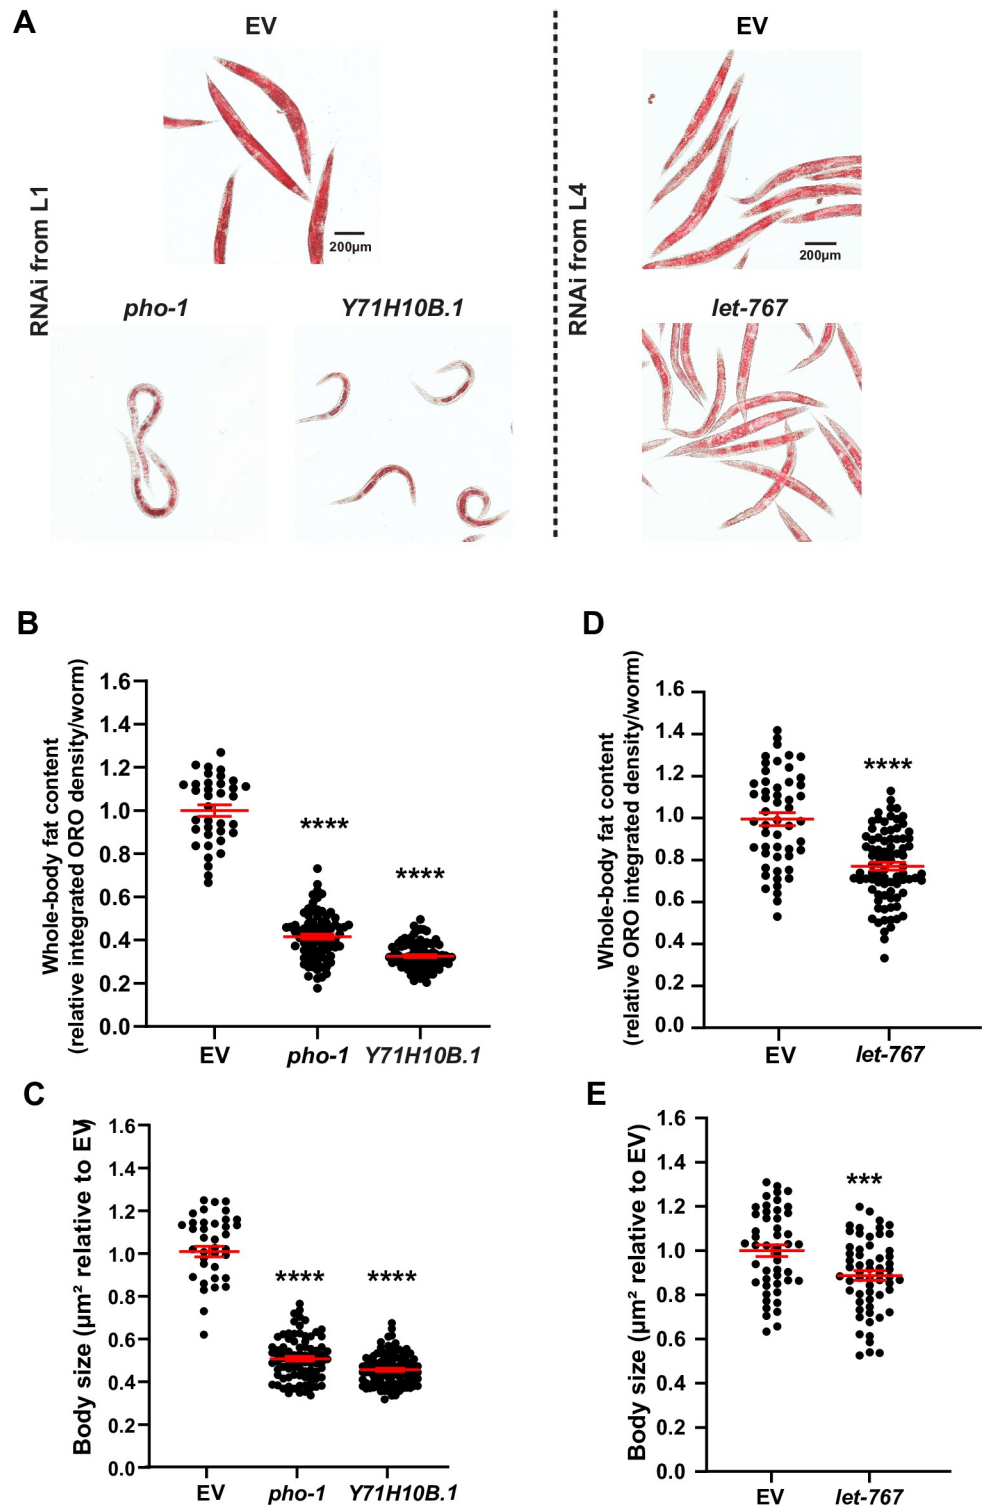 A
EV
EV
RNAi from L1
200µm
RNAi from L4
200µm
pho-1
Y71H10B.1
let-767
B
Whole-body fat content
(relative integrated ORO density/worm)
1.6
1.4
1.2
1.0
0.8
0.6
0.4
0.2
0.0
****
****
EV
pho-1
Y71H10B.1
D
Whole-body fat content
(relative ORO integrated density/worm)
1.6
1.4
1.2
1.0
0.8
0.6
0.4
0.2
0.0
****
EV
let-767
C
Body size (µm² relative to EV)
1.6
1.4
1.2
1.0
0.8
0.6
0.4
0.2
0.0
****
****
EV
pho-1
Y71H10B.1
E
Body size (µm² relative to EV)
1.6
1.4
1.2
1.0
0.8
0.6
0.4
0.2
0.0
***
EV
let-767